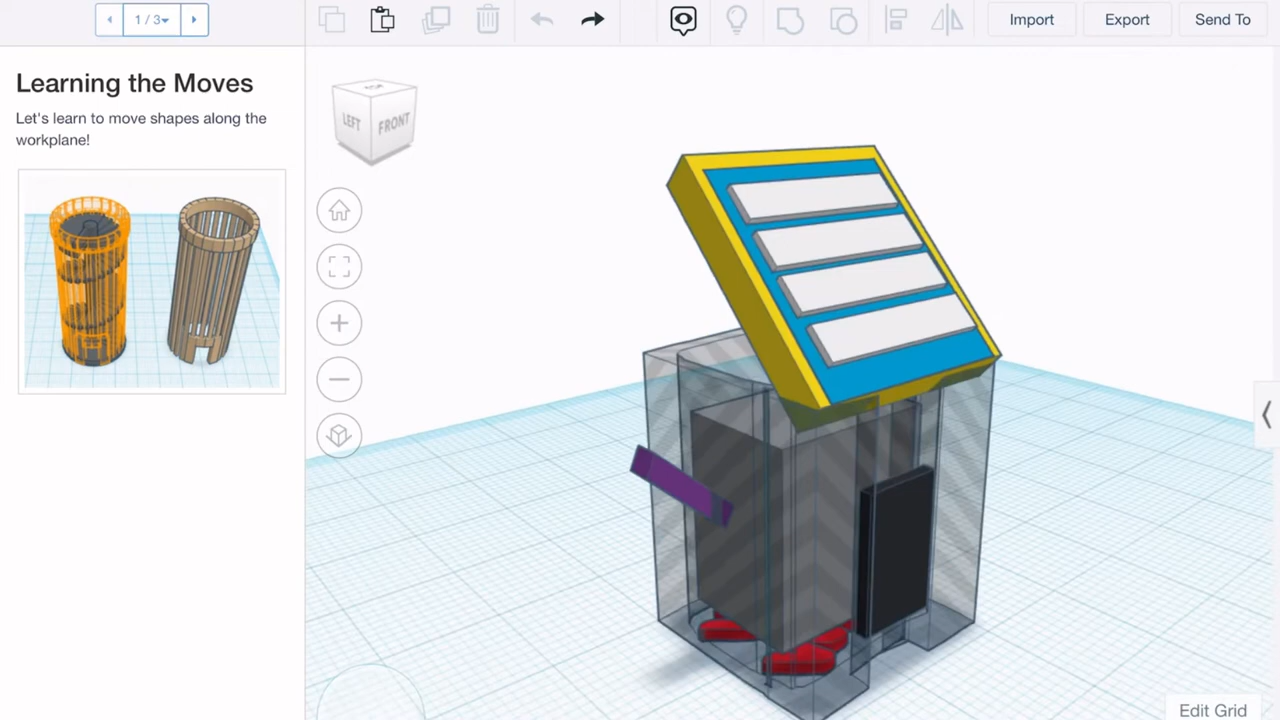 1 / 3
Import
Export
Send To
Learning the Moves
Let's learn to move shapes along the
workplane!
TOP
LEFT
FRONT
Edit Grid